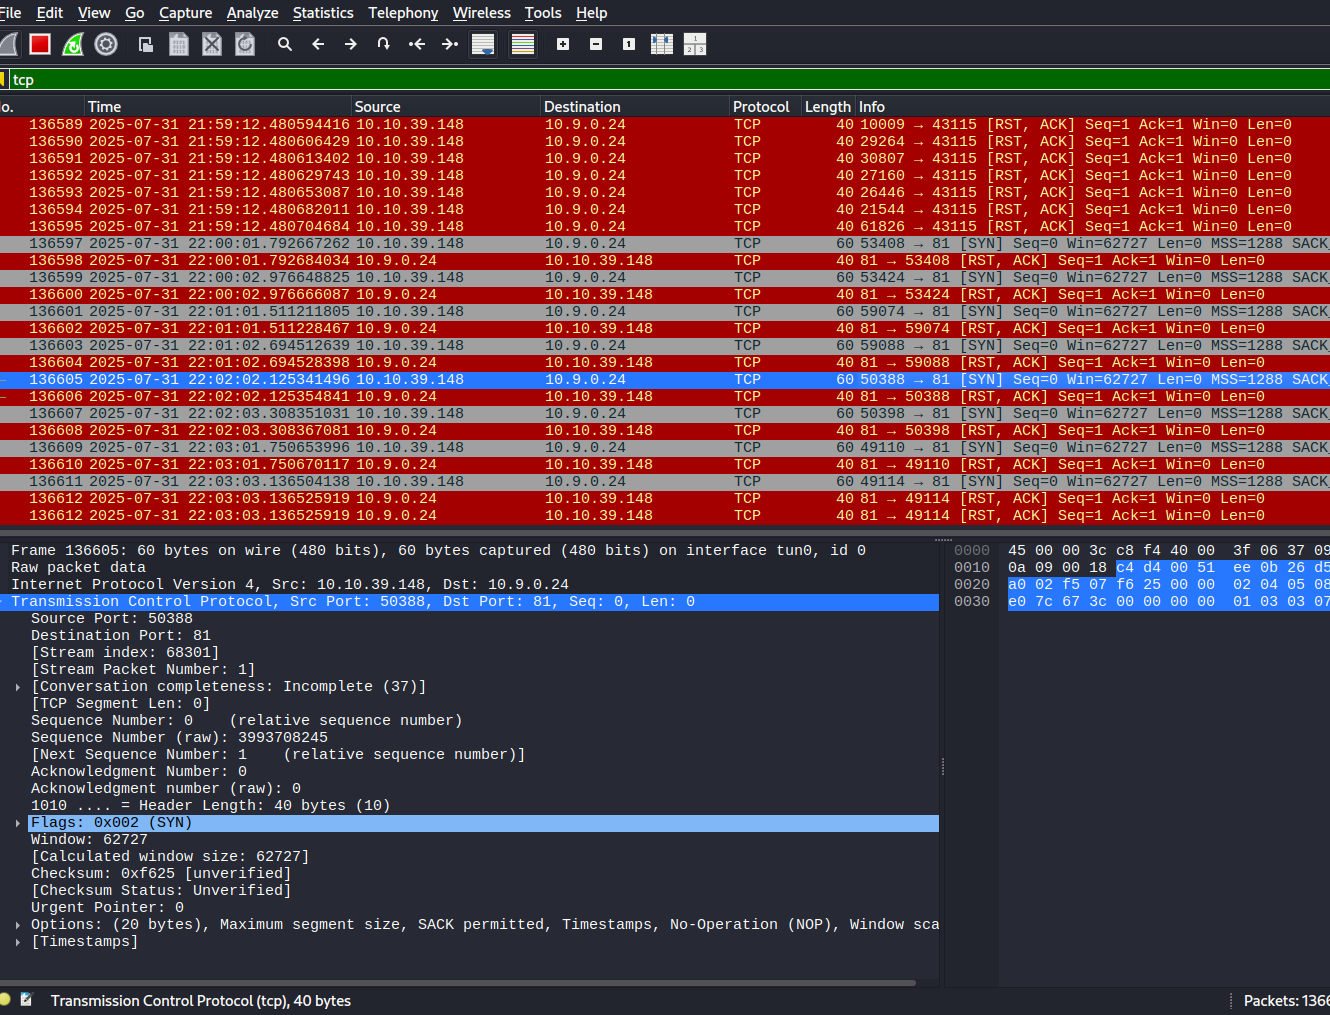 File Edit View Go Capture Analyze Statistics Telephony Wireless Tools Help
tcp
o. Time Source Destination Protocol Length Info
136589 2025-07-31 21:59:12.480594416 10.10.39.148 10.9.0.24 TCP 40 10009 → 43115 [RST, ACK] Seq=1 Ack=1 Win=0 Len=0
136590 2025-07-31 21:59:12.480606429 10.10.39.148 10.9.0.24 TCP 40 29264 → 43115 [RST, ACK] Seq=1 Ack=1 Win=0 Len=0
136591 2025-07-31 21:59:12.480613402 10.10.39.148 10.9.0.24 TCP 40 30807 → 43115 [RST, ACK] Seq=1 Ack=1 Win=0 Len=0
136592 2025-07-31 21:59:12.480629743 10.10.39.148 10.9.0.24 TCP 40 27160 → 43115 [RST, ACK] Seq=1 Ack=1 Win=0 Len=0
136593 2025-07-31 21:59:12.480653087 10.10.39.148 10.9.0.24 TCP 40 26446 → 43115 [RST, ACK] Seq=1 Ack=1 Win=0 Len=0
136594 2025-07-31 21:59:12.480682011 10.10.39.148 10.9.0.24 TCP 40 21544 → 43115 [RST, ACK] Seq=1 Ack=1 Win=0 Len=0
136595 2025-07-31 21:59:12.480704684 10.10.39.148 10.9.0.24 TCP 40 61826 → 43115 [RST, ACK] Seq=1 Ack=1 Win=0 Len=0
136597 2025-07-31 22:00:01.792667262 10.10.39.148 10.9.0.24 TCP 60 53408 → 81 [SYN] Seq=0 Win=62727 Len=0 MSS=1288 SACK_
136598 2025-07-31 22:00:01.792684034 10.9.0.24 10.10.39.148 TCP 40 81 → 53408 [RST, ACK] Seq=1 Ack=1 Win=0 Len=0
136599 2025-07-31 22:00:02.976648825 10.10.39.148 10.9.0.24 TCP 60 53424 → 81 [SYN] Seq=0 Win=62727 Len=0 MSS=1288 SACK_
136600 2025-07-31 22:00:02.976666087 10.9.0.24 10.10.39.148 TCP 40 81 → 53424 [RST, ACK] Seq=1 Ack=1 Win=0 Len=0
136601 2025-07-31 22:01:01.511211805 10.10.39.148 10.9.0.24 TCP 60 59074 → 81 [SYN] Seq=0 Win=62727 Len=0 MSS=1288 SACK_
136602 2025-07-31 22:01:01.511228467 10.9.0.24 10.10.39.148 TCP 40 81 → 59074 [RST, ACK] Seq=1 Ack=1 Win=0 Len=0
136603 2025-07-31 22:01:02.694512639 10.10.39.148 10.9.0.24 TCP 60 59088 → 81 [SYN] Seq=0 Win=62727 Len=0 MSS=1288 SACK_
136604 2025-07-31 22:01:02.694528398 10.9.0.24 10.10.39.148 TCP 40 81 → 59088 [RST, ACK] Seq=1 Ack=1 Win=0 Len=0
136605 2025-07-31 22:02:02.125341496 10.10.39.148 10.9.0.24 TCP 60 50388 → 81 [SYN] Seq=0 Win=62727 Len=0 MSS=1288 SACK_
136606 2025-07-31 22:02:02.125354841 10.9.0.24 10.10.39.148 TCP 40 81 → 50388 [RST, ACK] Seq=1 Ack=1 Win=0 Len=0
136607 2025-07-31 22:02:03.308351031 10.10.39.148 10.9.0.24 TCP 60 50398 → 81 [SYN] Seq=0 Win=62727 Len=0 MSS=1288 SACK_
136608 2025-07-31 22:02:03.308367081 10.9.0.24 10.10.39.148 TCP 40 81 → 50398 [RST, ACK] Seq=1 Ack=1 Win=0 Len=0
136609 2025-07-31 22:03:01.750653996 10.10.39.148 10.9.0.24 TCP 60 49110 → 81 [SYN] Seq=0 Win=62727 Len=0 MSS=1288 SACK_
136610 2025-07-31 22:03:01.750670117 10.9.0.24 10.10.39.148 TCP 40 81 → 49110 [RST, ACK] Seq=1 Ack=1 Win=0 Len=0
136611 2025-07-31 22:03:03.136504138 10.10.39.148 10.9.0.24 TCP 60 49114 → 81 [SYN] Seq=0 Win=62727 Len=0 MSS=1288 SACK_
136612 2025-07-31 22:03:03.136525919 10.9.0.24 10.10.39.148 TCP 40 81 → 49114 [RST, ACK] Seq=1 Ack=1 Win=0 Len=0
136612 2025-07-31 22:03:03.136525919 10.9.0.24 10.10.39.148 TCP 40 81 → 49114 [RST, ACK] Seq=1 Ack=1 Win=0 Len=0
Frame 136605: 60 bytes on wire (480 bits), 60 bytes captured (480 bits) on interface tun0, id 0
Raw packet data
Internet Protocol Version 4, Src: 10.10.39.148, Dst: 10.9.0.24
Transmission Control Protocol, Src Port: 50388, Dst Port: 81, Seq: 0, Len: 0
Source Port: 50388
Destination Port: 81
[Stream index: 68301]
[Stream Packet Number: 1]
[Conversation completeness: Incomplete (37)]
[TCP Segment Len: 0]
Sequence Number: 0 (relative sequence number)
Sequence Number (raw): 3993708245
[Next Sequence Number: 1 (relative sequence number)]
Acknowledgment Number: 0
Acknowledgment number (raw): 0
1010 .... = Header Length: 40 bytes (10)
Flags: 0x002 (SYN)
Window: 62727
[Calculated window size: 62727]
Checksum: 0xf625 [unverified]
[Checksum Status: Unverified]
Urgent Pointer: 0
Options: (20 bytes), Maximum segment size, SACK permitted, Timestamps, No-Operation (NOP), Window sca
[Timestamps]
0000 45 00 00 3c c8 f4 40 00 3f 06 37 09
0010 0a 09 00 18 c4 d4 00 51 ee 0b 26 d5
0020 a0 02 f5 07 f6 25 00 00 02 04 05 08
0030 e0 7c 67 3c 00 00 00 00 01 03 03 07
Transmission Control Protocol (tcp), 40 bytes
Packets: 1366